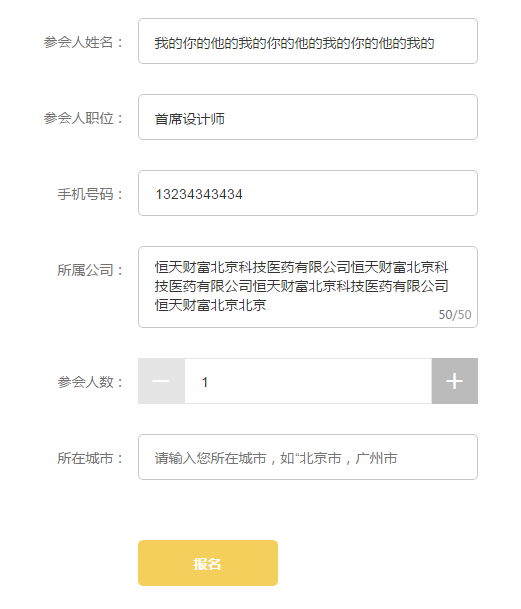 参会人姓名：
我的你的他的我的你的他的我的你的他的我的
参会人职位：
首席设计师
手机号码：
13234343434
所属公司：
恒天财富北京科技医药有限公司恒天财富北京科
技医药有限公司恒天财富北京科技医药有限公司
恒天财富北京北京
50/50
参会人数：
1
所在城市：
请输入您所在城市，如“北京市，广州市
报名